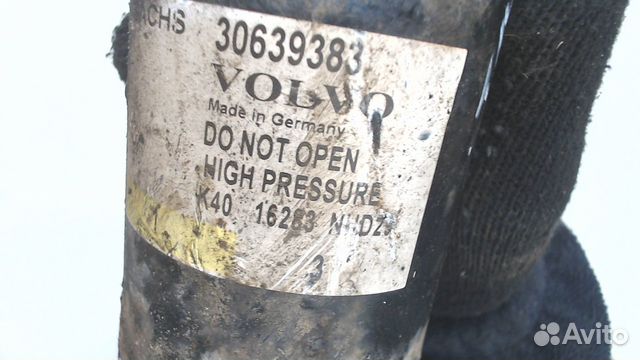 30639383
VOLVO
Made in Germany
DO NOT OPEN
HIGH PRESSURE
K40 16283
3
Avito